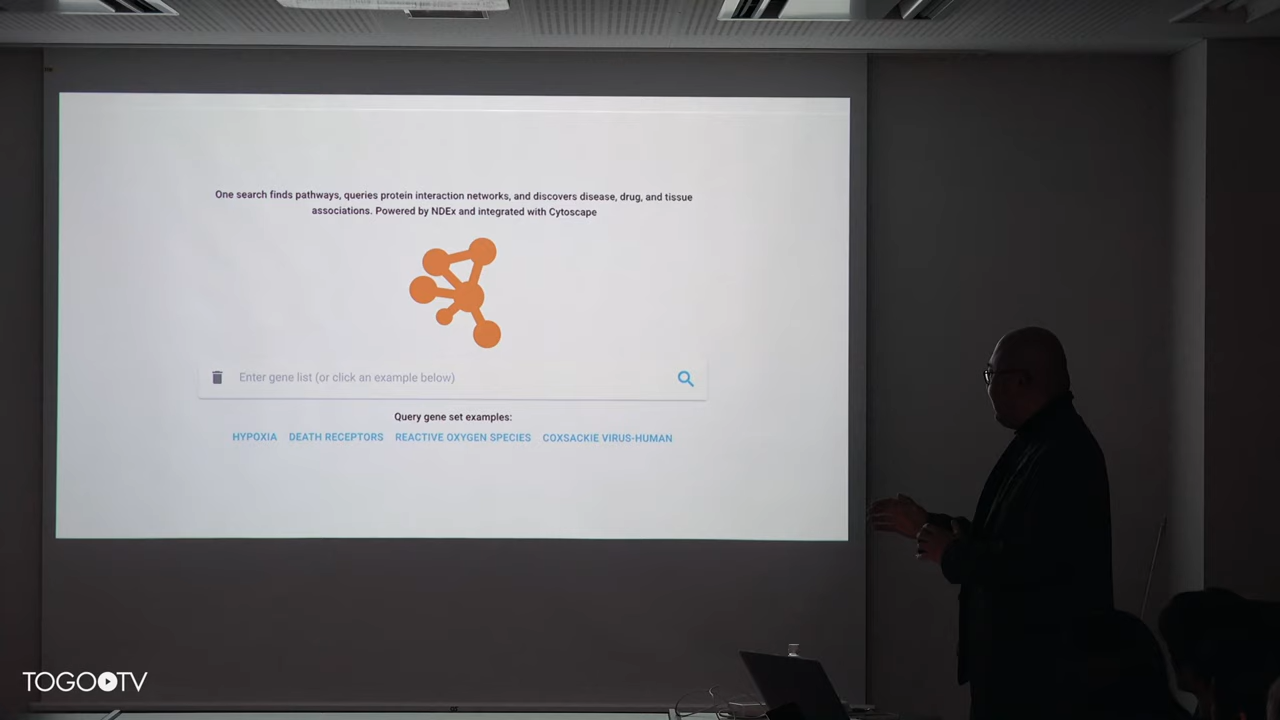 One search finds pathways, queries protein interaction networks, and discovers disease, drug, and tissue
associations. Powered by NDEx and integrated with Cytoscape
Enter gene list (or click an example below)
Query gene set examples:
HYPOXIA DEATH RECEPTORS REACTIVE OXYGEN SPECIES COXSACKIE VIRUS-HUMAN
TOGOTV